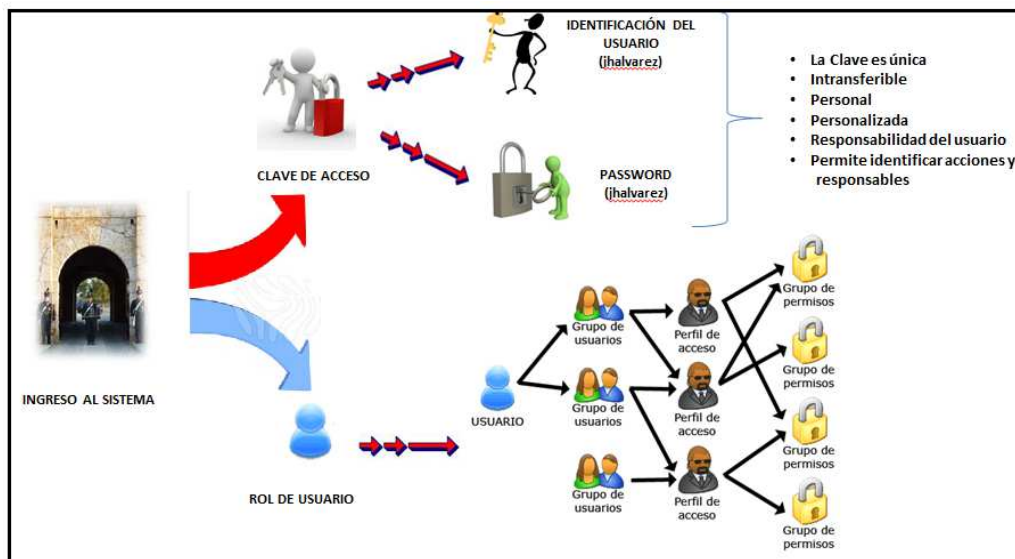 IDENTIFICACIÓN DEL
USUARIO
(jhalvarez)
• La Clave es única
• Intransferible
• Personal
• Personalizada
• Responsabilidad del usuario
• Permite identificar acciones y
responsables
CLAVE DE ACCESO
PASSWORD
(jhalvarez)
INGRESO AL SISTEMA
ROL DE USUARIO
USUARIO
Grupo de
usuarios
Grupo de
usuarios
Grupo de
usuarios
Perfil de
acceso
Perfil de
acceso
Perfil de
acceso
Grupo de
permisos
Grupo de
permisos
Grupo de
permisos
Grupo de
permisos